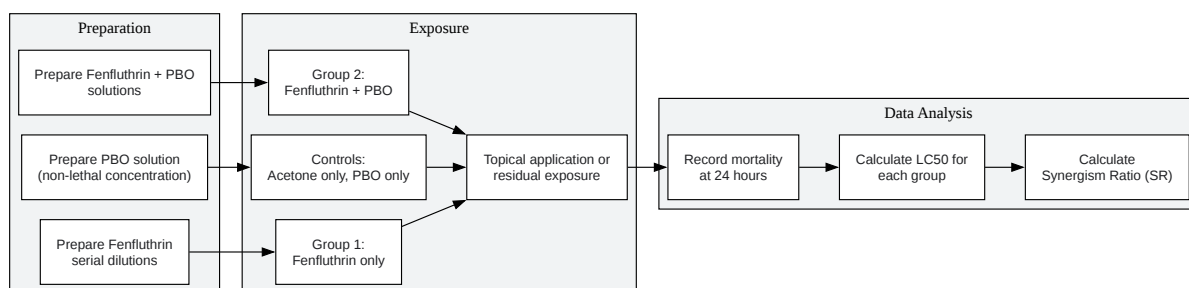 Preparation
Prepare Fenfluthrin + PBO
solutions
Prepare PBO solution
(non-lethal concentration)
Prepare Fenfluthrin
serial dilutions
Exposure
Group 2:
Fenfluthrin + PBO
Controls:
Acetone only, PBO only
Group 1:
Fenfluthrin only
Topical application or
residual exposure
Data Analysis
Record mortality
at 24 hours
Calculate LC50 for
each group
Calculate
Synergism Ratio (SR)